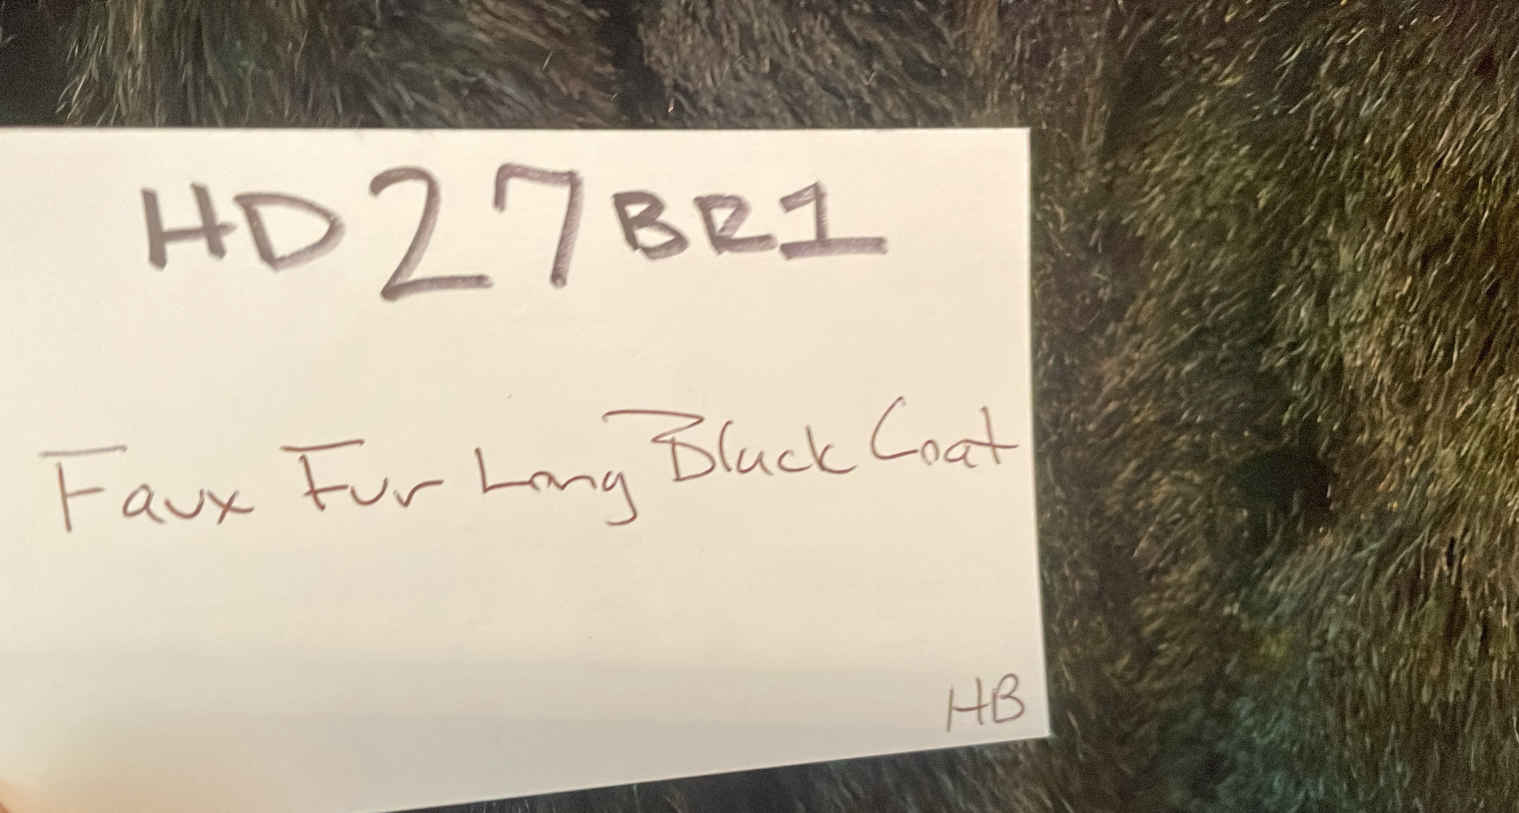 HD27BR1
Faux Fur Long Black Coat
HB